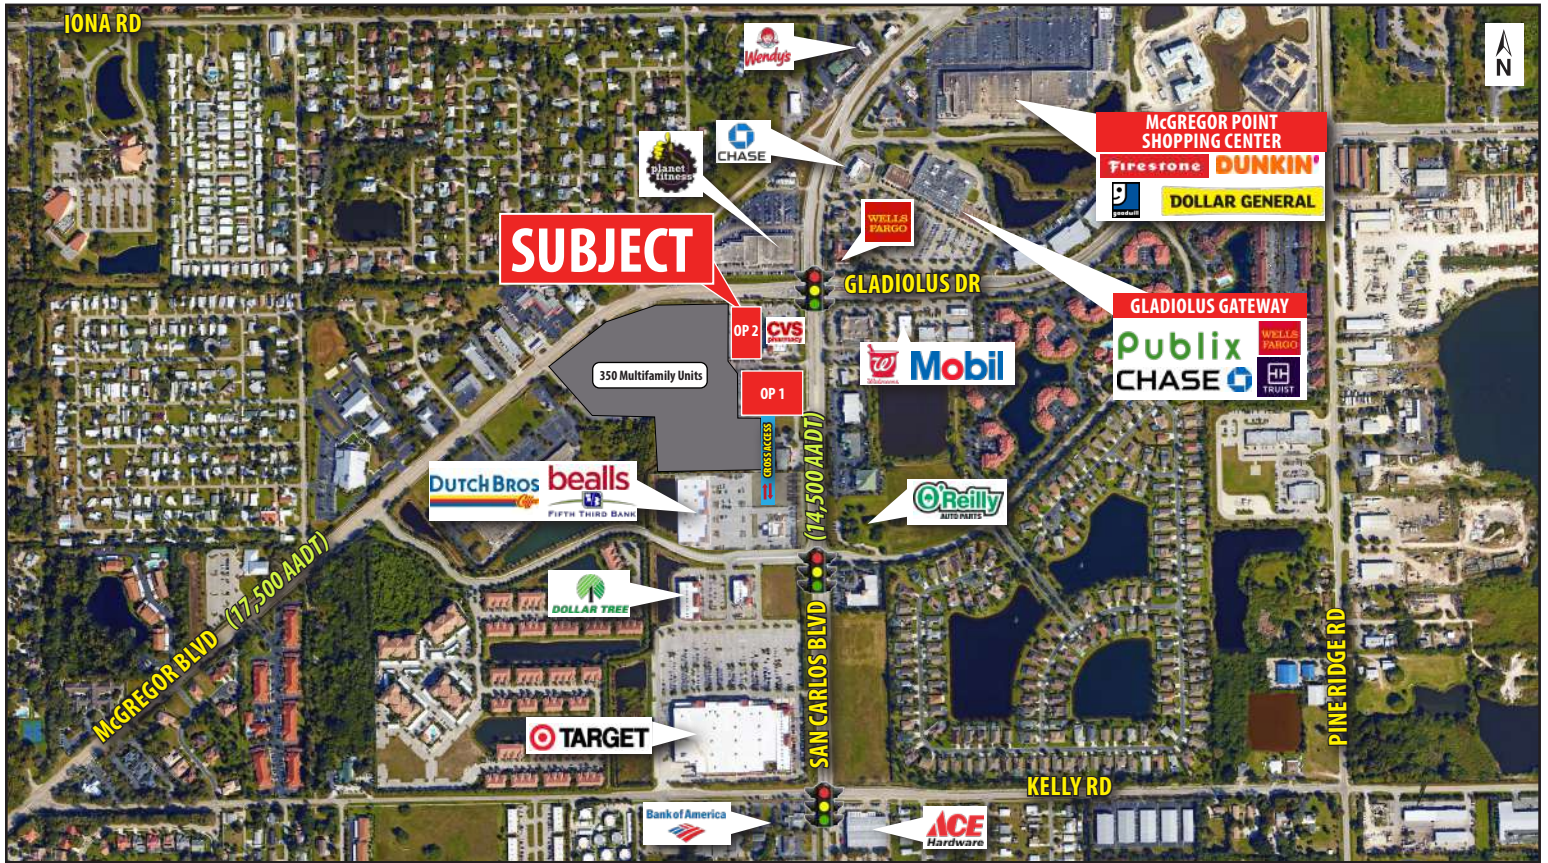 IONA RD
Wendy's
N
McGREGOR POINT
SHOPPING CENTER
Firestone
DUNKIN'
goodwill
DOLLAR GENERAL
planet
fitness
CHASE
WELLS
FARGO
SUBJECT
GLADIOLUS DR
GLADIOLUS GATEWAY
Publix
WELLS
FARGO
CHASE
TRUIST
OP 2
CVS
pharmacy
W
Walgreens
Mobil
350 Multifamily Units
OP 1
CROSS ACCESS
(14,500 AADT)
DUTCH BROS
Coffee
bealls
FIFTH THIRD BANK
O'Reilly
AUTO PARTS
McGREGOR BLVD (17,500 AADT)
DOLLAR TREE
SAN CARLOS BLVD
PINE RIDGE RD
TARGET
KELLY RD
Bank of America
ACE
Hardware